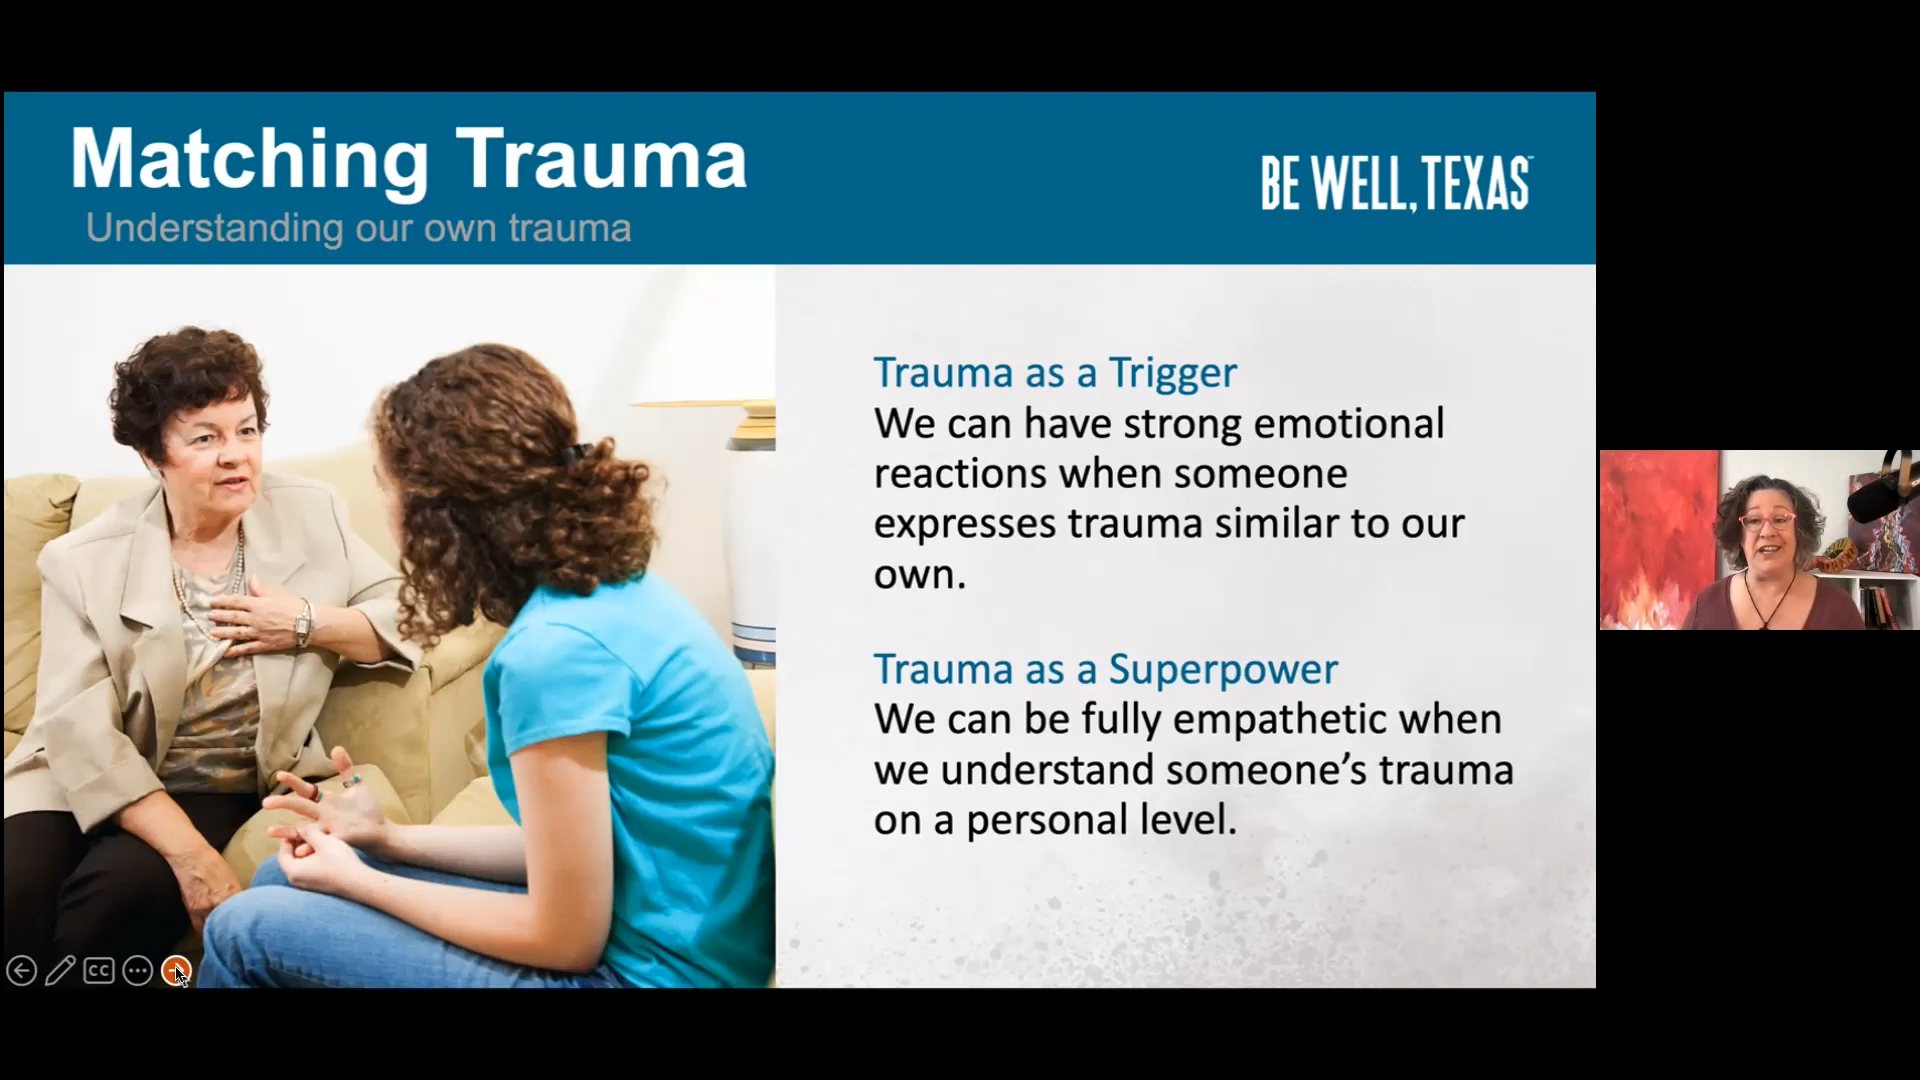 Matching Trauma
Understanding our own trauma
BE WELL, TEXAS
Trauma as a Trigger
We can have strong emotional
reactions when someone
expresses trauma similar to our
own.
Trauma as a Superpower
We can be fully empathetic when
we understand someone's trauma
on a personal level.
CC